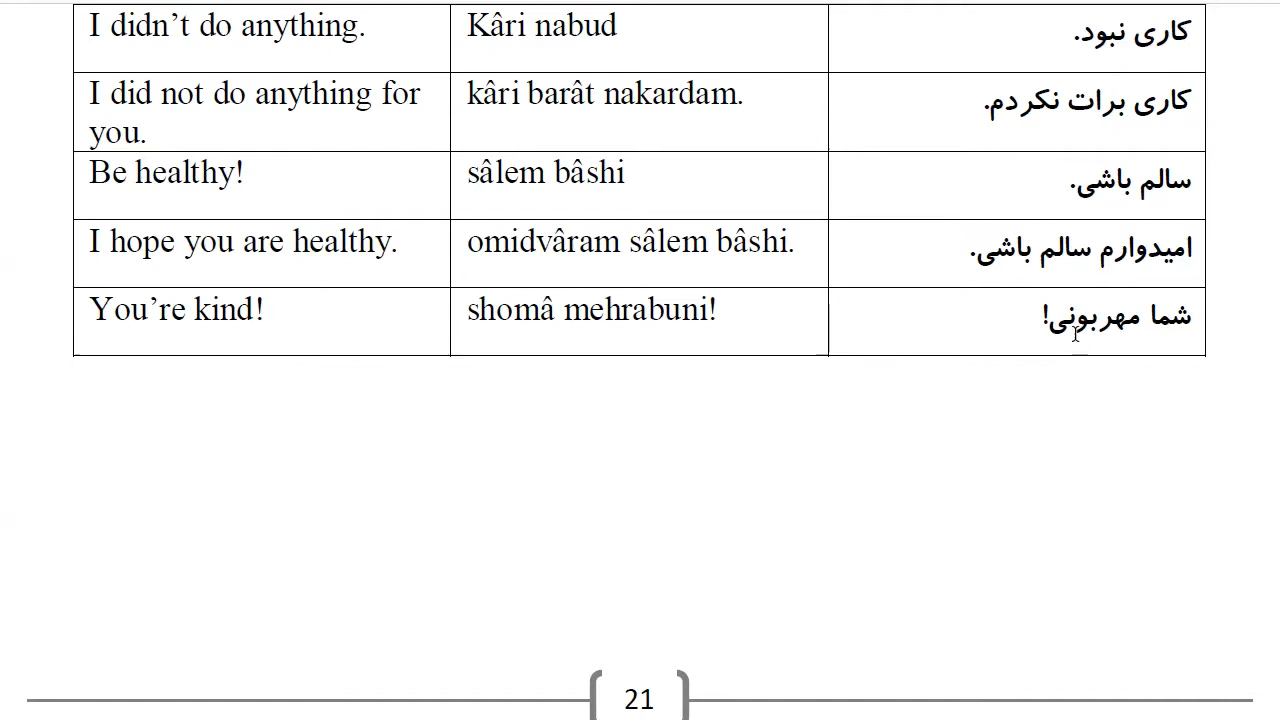 I didn’t do anything. Kâri nabud کاری نبود.
I did not do anything for kâri barât nakardam. کاری برات نکردم.
you.
Be healthy! sâlem bâshi سالم باشی.
I hope you are healthy. omidvâram sâlem bâshi. امیدوارم سالم باشی.
You’re kind! shomâ mehrabuni! شما مهربونی!
21